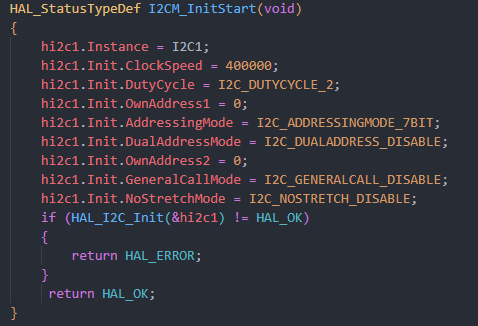 HAL_StatusTypeDef I2CM_InitStart(void)
{
    hi2c1.Instance = I2C1;
    hi2c1.Init.ClockSpeed = 400000;
    hi2c1.Init.DutyCycle = I2C_DUTYCYCLE_2;
    hi2c1.Init.OwnAddress1 = 0;
    hi2c1.Init.AddressingMode = I2C_ADDRESSINGMODE_7BIT;
    hi2c1.Init.DualAddressMode = I2C_DUALADDRESS_DISABLE;
    hi2c1.Init.OwnAddress2 = 0;
    hi2c1.Init.GeneralCallMode = I2C_GENERALCALL_DISABLE;
    hi2c1.Init.NoStretchMode = I2C_NOSTRETCH_DISABLE;
    if (HAL_I2C_Init(&hi2c1) != HAL_OK)
    {
        return HAL_ERROR;
    }
     return HAL_OK;
}